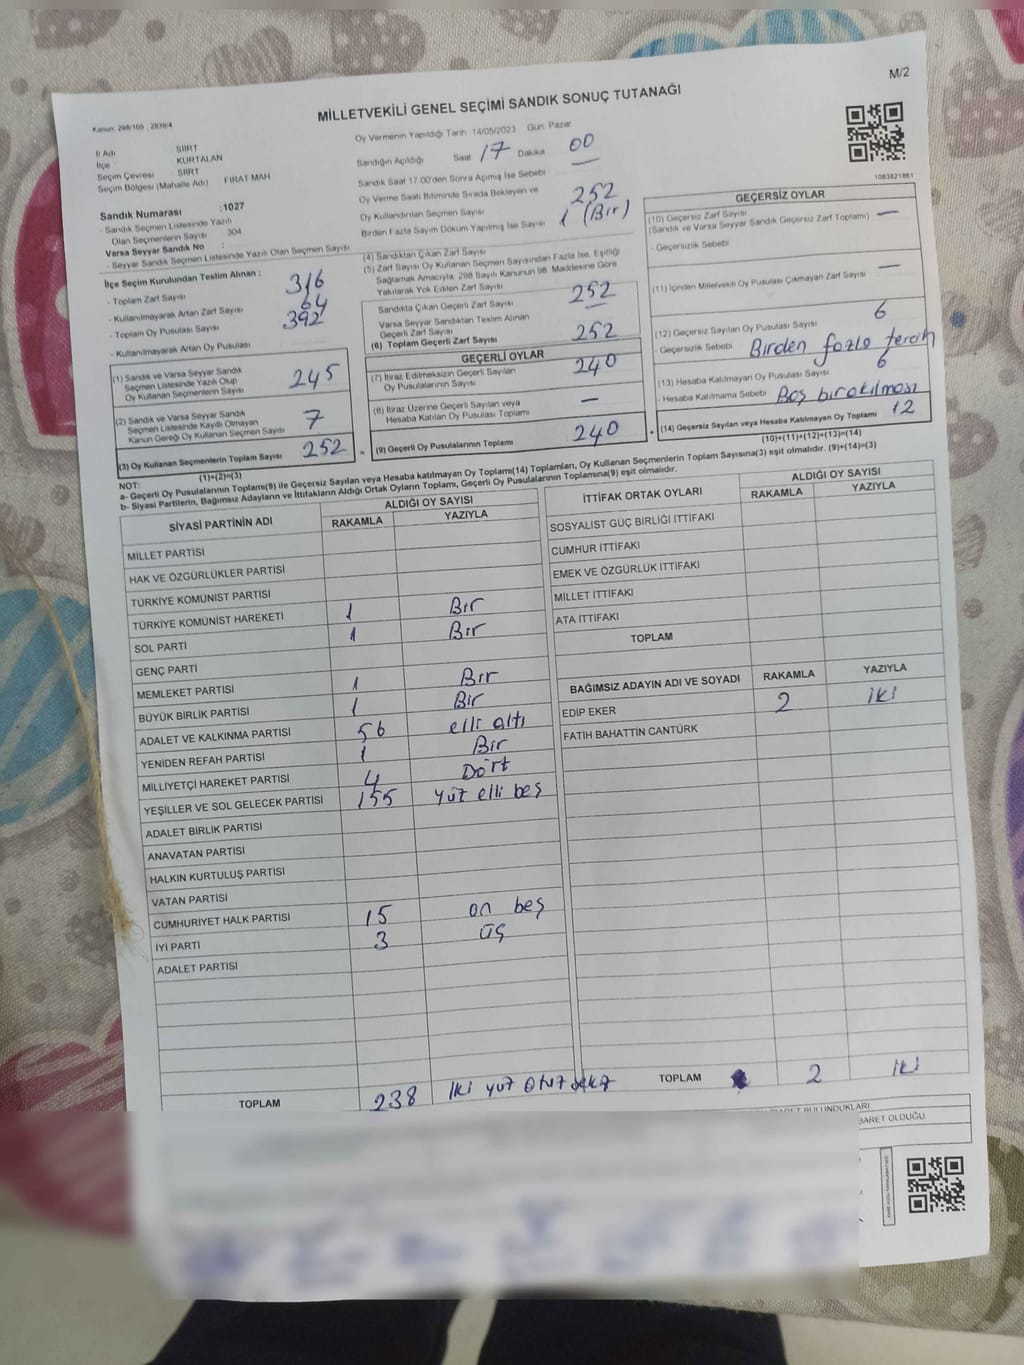 M/2
MİLLETVEKİLİ GENEL SEÇİMİ SANDIK SONUÇ TUTANAĞI
Kanun: 298/105 , 2839/4
Oy Vermenin Yapıldığı Tarih 14/05/2023 Gün: Pazar
İl Adı SİİRT
İlçe KURTALAN
Seçim Çevresi SİİRT
Seçim Bölgesi (Mahalle Adı) FIRAT MAH
Sandık Numarası : 1027
- Sandık Seçmen Listesinde Yazılı
Olan Seçmenlerin Sayısı 304
Varsa Seyyar Sandık No :
- Seyyar Sandık Seçmen Listesinde Yazılı Olan Seçmen Sayısı
Sandığın Açıldığı Saat 17 Dakika 00
Sandık Saat 17:00'den Sonra Açımış İse Sebebi —
Oy Verme Saati Bitiminde Sırada Bekleyen ve
Oy Kullandırılan Seçmen Sayısı 252
Birden Fazla Sayım Döküm Yapılmış İse Sayısı 1 (Bir)
1083821861
İlçe Seçim Kurulundan Teslim Alınan ;
- Toplam Zarf Sayısı 316
- Kullanılmayarak Artan Zarf Sayısı 64
- Toplam Oy Pusulası Sayısı 392
- Kullanılmayarak Artan Oy Pusulası
(1) Sandık ve Varsa Seyyar Sandık
Seçmen Listesinde Yazılı Olup
Oy Kullanan Seçmenlerin Sayısı 245
(2) Sandık ve Varsa Seyyar Sandık
Seçmen Listesinde Kayıtlı Olmayan
Kanun Gereği Oy Kullanan Seçmen Sayısı 7
(3) Oy Kullanan Seçmenlerin Toplam Sayısı 252
(1)+(2)=(3)
(4) Sandıktan Çıkan Zarf Sayısı
(5) Zarf Sayısı Oy Kullanan Seçmen Sayısından Fazla İse, Eşitliği
Sağlamak Amacıyla, 298 Sayılı Kanunun 98. Maddesine Göre
Yakılarak Yok Edilen Zarf Sayısı
Sandıkta Çıkan Geçerli Zarf Sayısı 252
Varsa Seyyar Sandıktan Teslim Alınan
Geçerli Zarf Sayısı —
(6) Toplam Geçerli Zarf Sayısı 252
GEÇERLİ OYLAR
(7) İtiraz Edilmeksizin Geçerli Sayılan
Oy Pusulalarının Sayısı 240
(8) İtiraz Üzerine Geçerli Sayılan veya
Hesaba Katılan Oy Pusulası Toplamı —
(9) Geçerli Oy Pusulalarının Toplamı 240
GEÇERSİZ OYLAR
(10) Geçersiz Zarf Sayısı
(Sandık ve Varsa Seyyar Sandık Geçersiz Zarf Toplamı) —
- Geçersizlik Sebebi
(11) İçinden Milletvekili Oy Pusulası Çıkmayan Zarf Sayısı —
(12) Geçersiz Sayılan Oy Pusulası Sayısı 6
- Geçersizlik Sebebi Birden fazla tercih
(13) Hesaba Katılmayan Oy Pusulası Sayısı 6
- Hesaba Katılmama Sebebi Boş bırakılması
(14) Geçersiz Sayılan veya Hesaba Katılmayan Oy Toplamı 12
(10)+(11)+(12)+(13)=(14)
NOT:
a- Geçerli Oy Pusulalarının Toplamı(9) ile Geçersiz Sayılan veya Hesaba katılmayan Oy Toplamı(14) Toplamları, Oy Kullanan Seçmenlerin Toplam Sayısına(3) eşit olmalıdır. (9)+(14)=(3)
b- Siyasi Partilerin, Bağımsız Adayların ve İttifakların Aldığı Ortak Oyların Toplamı, Geçerli Oy Pusulalarının Toplamına(9) eşit olmalıdır.
SİYASİ PARTİNİN ADI ALDIĞI OY SAYISI
RAKAMLA YAZIYLA
MİLLET PARTİSİ
HAK VE ÖZGÜRLÜKLER PARTİSİ
TÜRKİYE KOMÜNİST PARTİSİ
TÜRKİYE KOMÜNİST HAREKETİ 1 Bir
SOL PARTİ 1 Bir
GENÇ PARTİ
MEMLEKET PARTİSİ 1 Bir
BÜYÜK BİRLİK PARTİSİ 1 Bir
ADALET VE KALKINMA PARTİSİ 56 elli altı
YENİDEN REFAH PARTİSİ 1 Bir
MİLLİYETÇİ HAREKET PARTİSİ 4 Dört
YEŞİLLER VE SOL GELECEK PARTİSİ 155 yüz elli beş
ADALET BİRLİK PARTİSİ
ANAVATAN PARTİSİ
HALKIN KURTULUŞ PARTİSİ
VATAN PARTİSİ
CUMHURİYET HALK PARTİSİ 15 on beş
İYİ PARTİ 3 üş
ADALET PARTİSİ
TOPLAM 238 İki yüz otuz sekiz
İTTİFAK ORTAK OYLARI ALDIĞI OY SAYISI
RAKAMLA YAZIYLA
SOSYALİST GÜÇ BİRLİĞİ İTTİFAKI
CUMHUR İTTİFAKI
EMEK VE ÖZGÜRLÜK İTTİFAKI
MİLLET İTTİFAKI
ATA İTTİFAKI
TOPLAM
BAĞIMSIZ ADAYIN ADI VE SOYADI RAKAMLA YAZIYLA
EDİP EKER 2 iki
FATİH BAHATTİN CANTÜRK
TOPLAM 2 iki
BULUNDUKLARI
BARET OLDUĞU